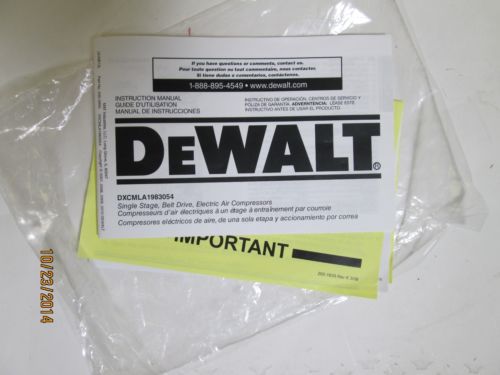 If you have questions or comments, contact us.
Pour toute question ou tout commentaire, nous contacter.
Si tiene dudas o comentarios, contáctenos.
1-888-895-4549 • www.dewalt.com
INSTRUCTION MANUAL
GUIDE D'UTILISATION
MANUAL DE INSTRUCCIONES
INSTRUCTIVO DE OPERACIÓN, CENTROS DE SERVICIO Y
PÓLIZA DE GARANTÍA. ADVERTENCIA: LÉASE ESTE
INSTRUCTIVO ANTES DE USAR EL PRODUCTO.
DEWALT®
DXCMLA1983054
Single Stage, Belt Drive, Electric Air Compressors
Compresseurs d'air électriques à un étage à entraînement par courroie
Compresores eléctricos de aire, de una sola etapa y accionamiento por correa
IMPORTANT
10/23/2014